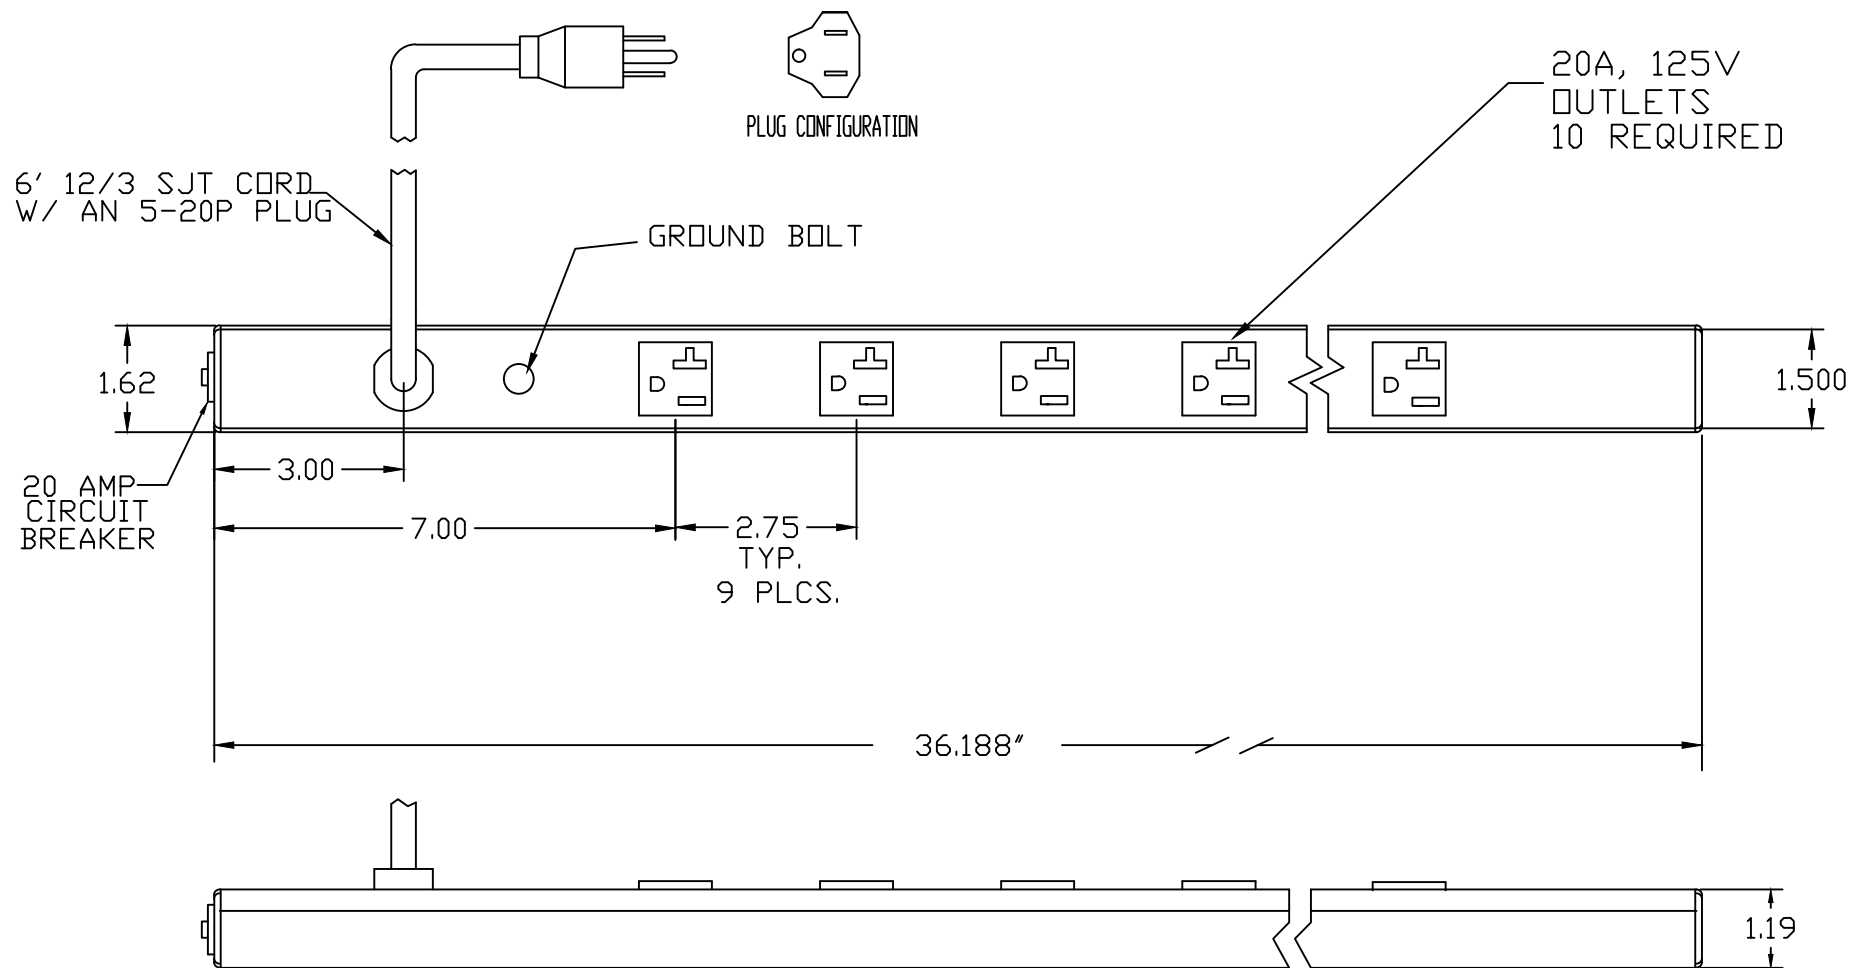 PLUG CONFIGURATION
20A, 125V
OUTLETS
10 REQUIRED
6' 12/3 SJT CORD
W/ AN 5-20P PLUG
GROUND BOLT
1.62
1.500
20 AMP
CIRCUIT
BREAKER
3.00
7.00
2.75
TYP.
9 PLCS.
36.188"
1.19